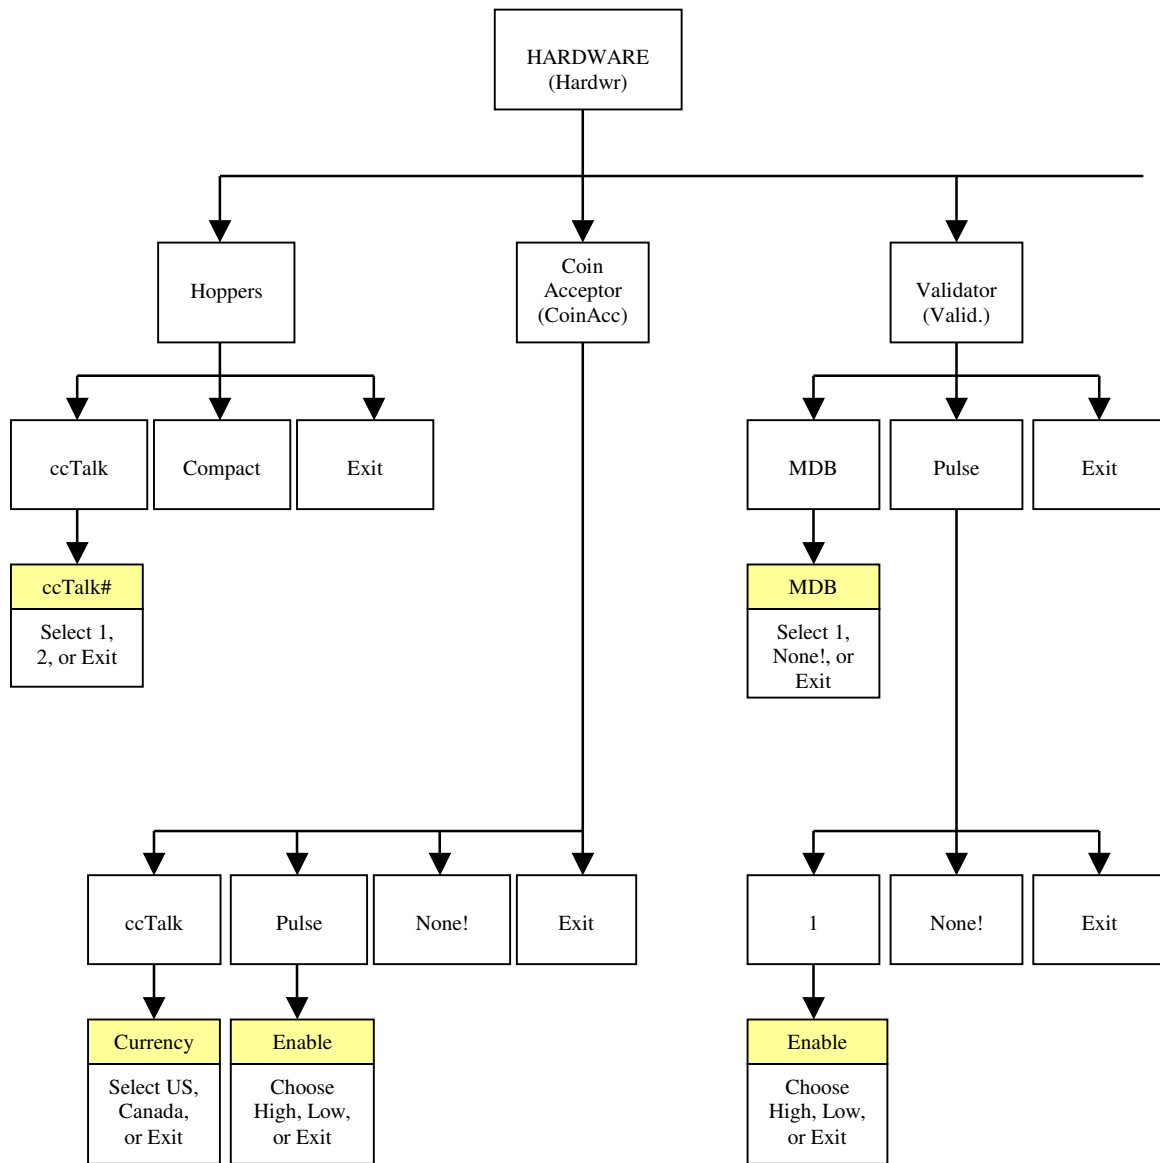 HARDWARE
(Hardwr)
Hoppers
Coin
Acceptor
(CoinAcc)
Validator
(Valid.)
ccTalk
Compact
Exit
MDB
Pulse
Exit
ccTalk#
Select 1,
2, or Exit
MDB
Select 1,
None!, or
Exit
ccTalk
Pulse
None!
Exit
1
None!
Exit
Currency
Select US,
Canada,
or Exit
Enable
Choose
High, Low,
or Exit
Enable
Choose
High, Low,
or Exit